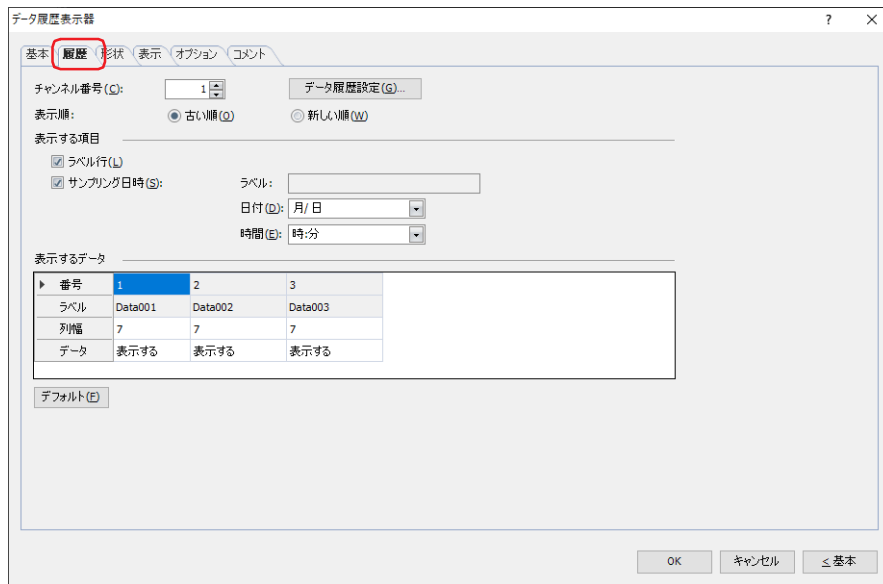 データ履歴表示器 ? ×
基本 履歴 形状 表示 オプション コメント
チャンネル番号(C): 1 データ履歴設定(G)...
表示順: 古い順(O) 新しい順(W)
表示する項目
ラベル行(L)
サンプリング日時(S): ラベル:
日付(D): 月/日
時間(E): 時:分
表示するデータ
番号 1 2 3
ラベル Data001 Data002 Data003
列幅 7 7 7
データ 表示する 表示する 表示する
デフォルト(F)
OK キャンセル <基本